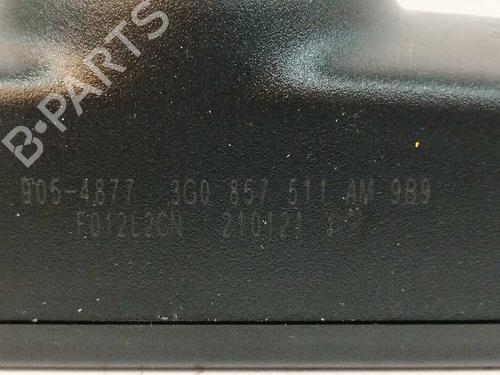 B-PARTS
905-4877 3G0 857 511 AM 9B9
F012L2CN 210121